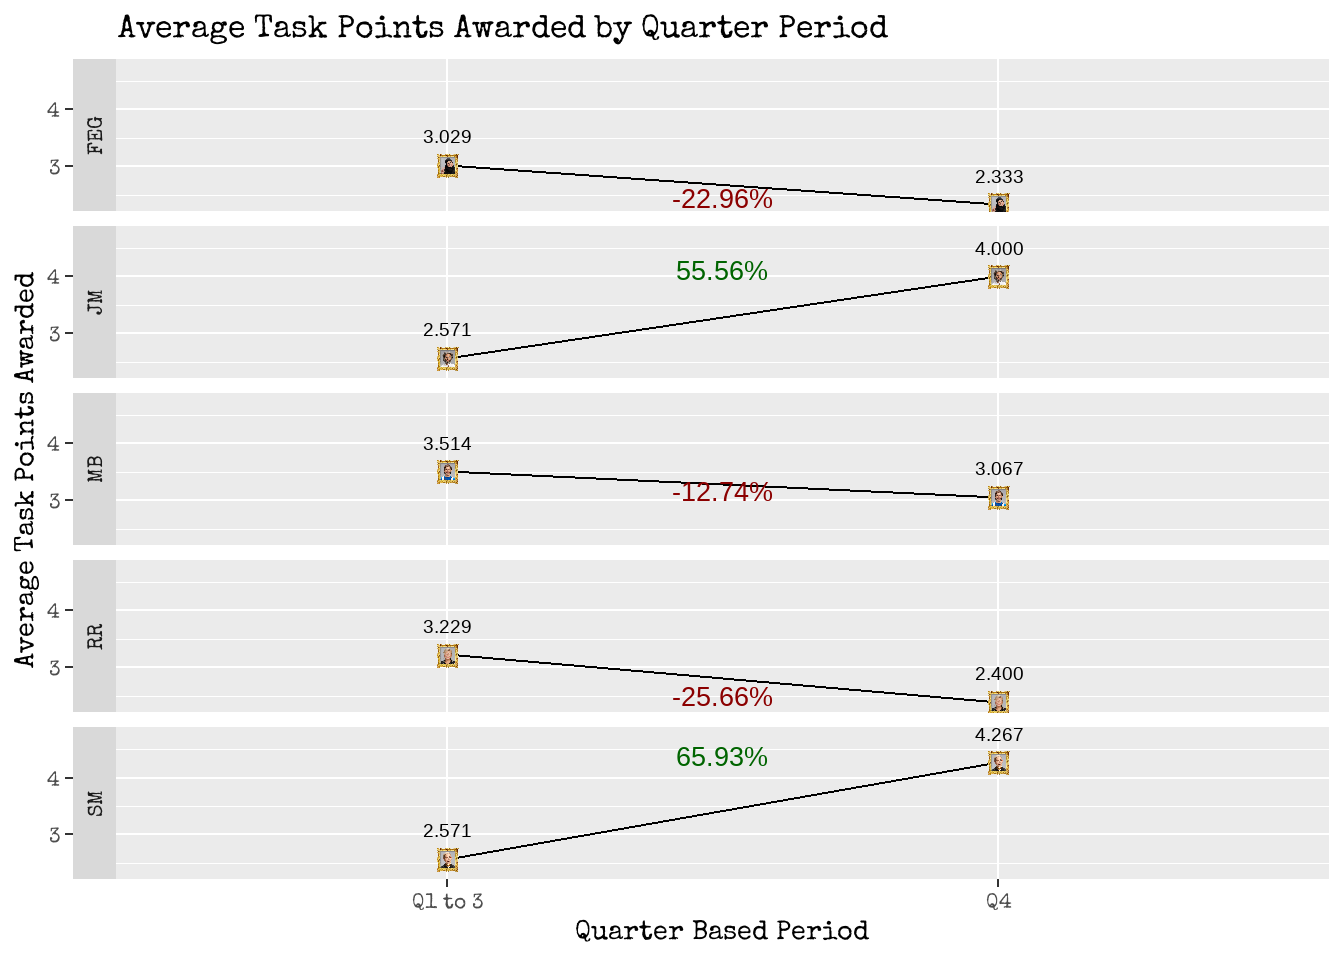 Average Task Points Awarded by Quarter Period
Average Task Points Awarded
FEG
4
3
3.029
2.333
-22.96%
JM
4
3
2.571
4.000
55.56%
MB
4
3
3.514
3.067
-12.74%
RR
4
3
3.229
2.400
-25.66%
SM
4
3
2.571
4.267
65.93%
Q1 to 3
Q4
Quarter Based Period